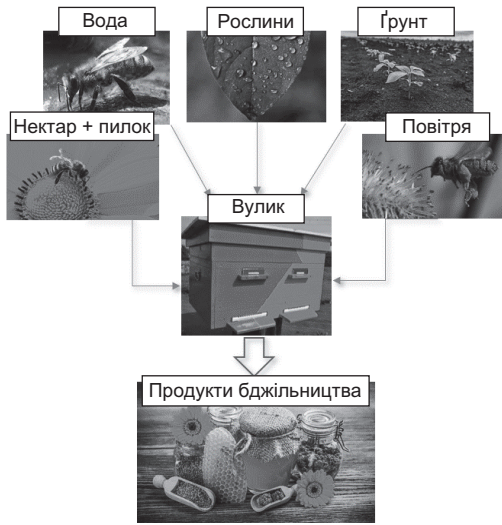 Вода
Рослини
Ґрунт
Нектар + пилок
Повітря
Вулик
Продукти бджільництва